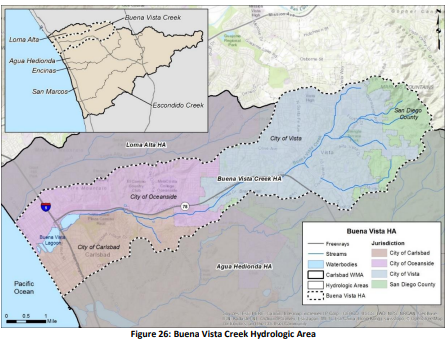 Buena Vista Creek
Loma Alta
Agua Hedionda
Encinas
San Marcos
Escondido Creek
San Diego
County
City of Vista
Vista
Loma Alta HA
Buena Vista Creek HA
City of Oceanside
78
5
Buena Vista
Lagoon
City of Carlsbad
Carlsbad
Agua Hedionda HA
Pacific
Ocean
0 0.5 1
Mile
Buena Vista HA
Freeways
Streams
Waterbodies
Carlsbad WMA
Hydrologic Areas
Buena Vista HA
Jurisdiction
City of Carlsbad
City of Oceanside
City of Vista
San Diego County
Figure 26: Buena Vista Creek Hydrologic Area